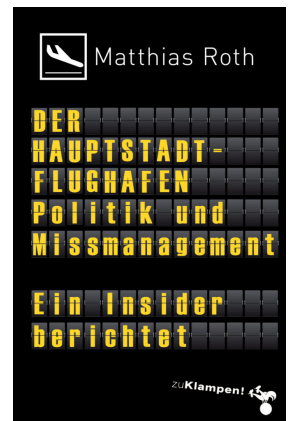 Matthias Roth
DER
HAUPTSTADT-
FLUGHAFEN
Politik und
Missmanagement
Ein Insider
berichtet
zuKlampen!